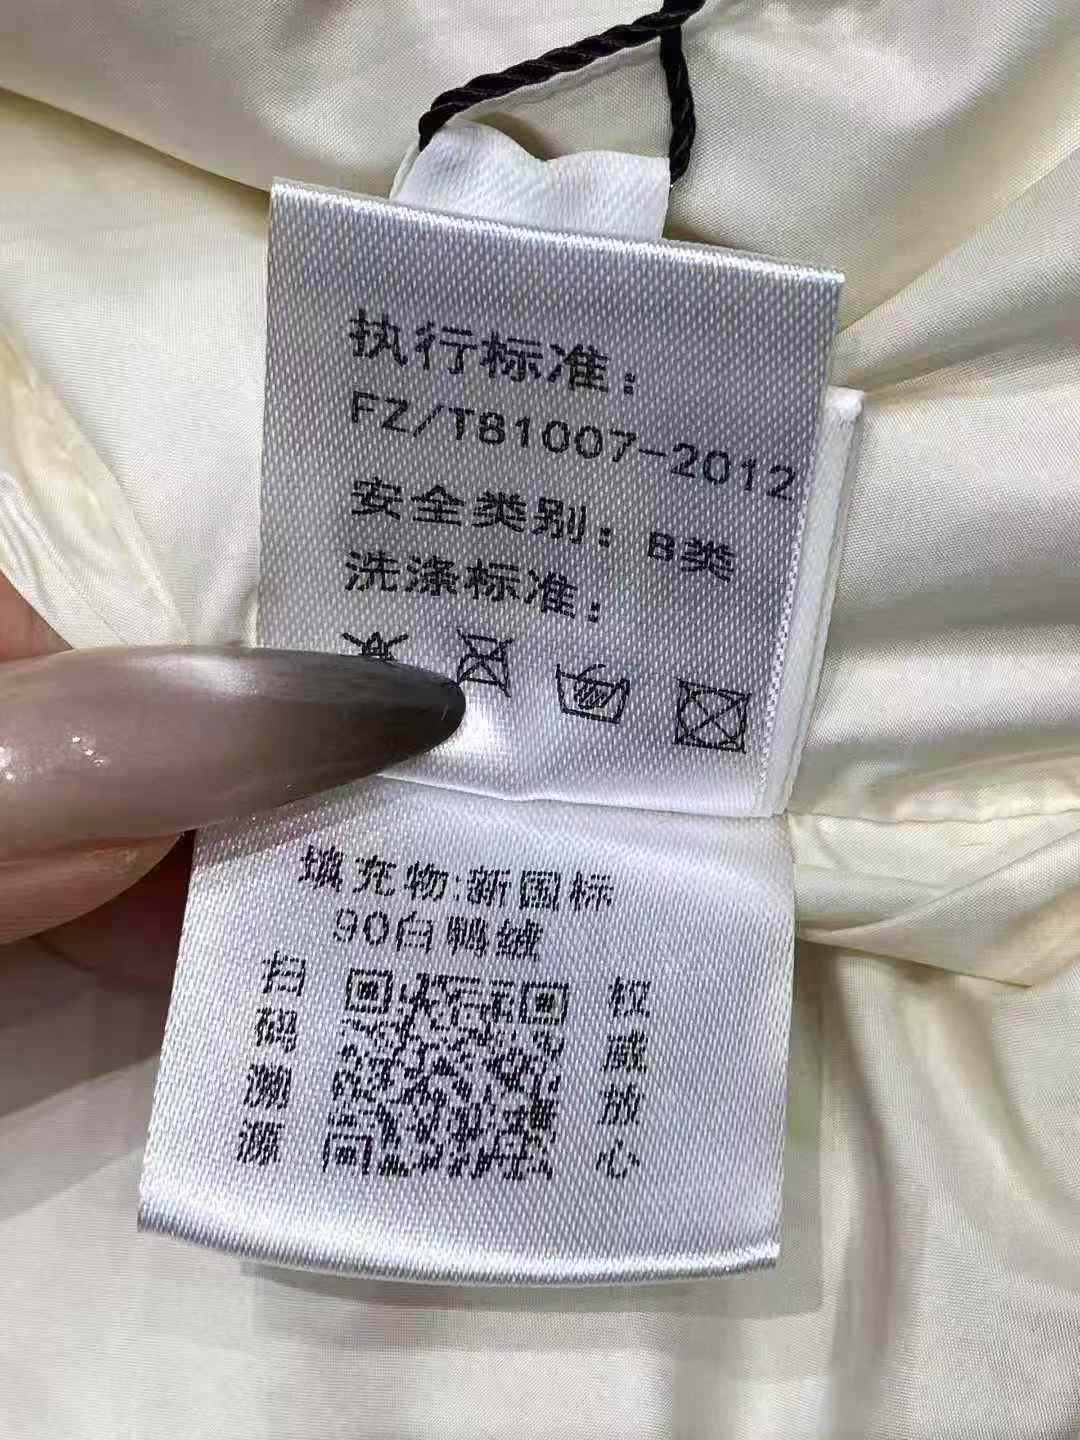 执行标准：
FZ/T81007-2012
安全类别：B类
洗涤标准：
填充物:新国标
90白鸭绒
扫码溯源
权威放心